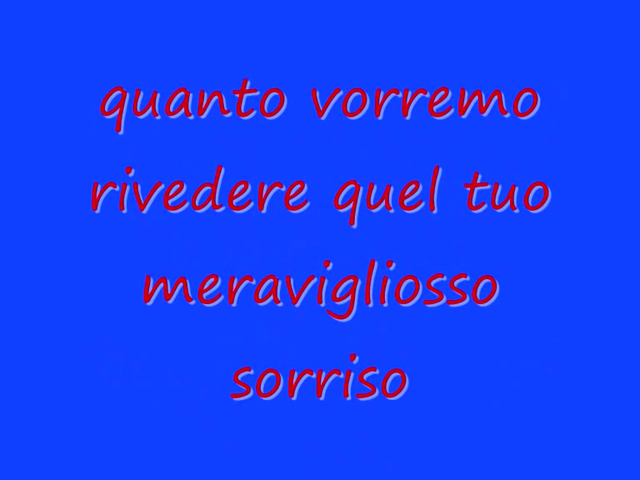 quanto vorremo
rivedere quel tuo
meravigliosso
sorriso